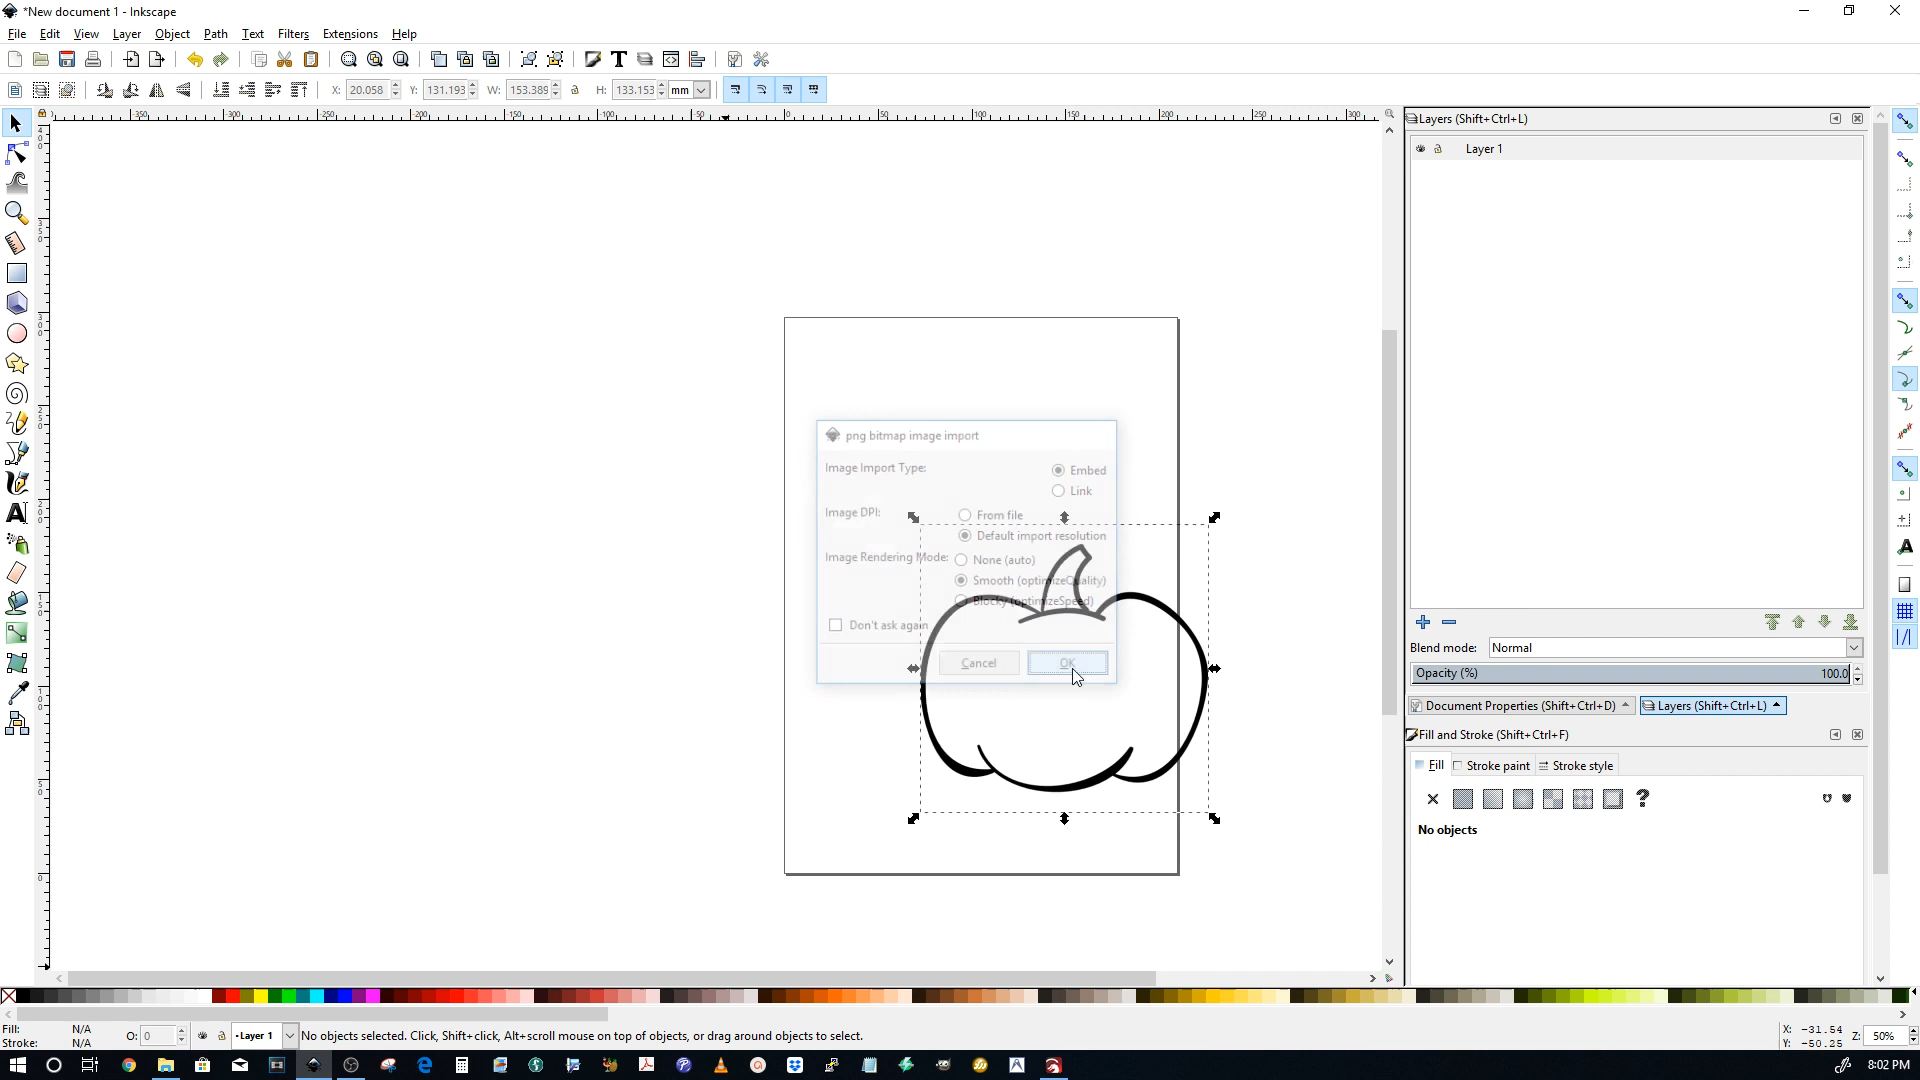 *New document 1 - Inkscape
File Edit View Layer Object Path Text Filters Extensions Help
X: 20.058 Y: 131.193 W: 153.389 H: 133.153 mm
Layers (Shift+Ctrl+L)
Layer 1
png bitmap image import
Image Import Type:
Embed
Link
Image DPI:
From file
Default import resolution
Image Rendering Mode:
None (auto)
Smooth (optimizeQuality)
Blocky (optimizeSpeed)
Don't ask again
Cancel OK
Blend mode: Normal
Opacity (%) 100.0
Document Properties (Shift+Ctrl+D) Layers (Shift+Ctrl+L)
Fill and Stroke (Shift+Ctrl+F)
Fill Stroke paint Stroke style
No objects
Fill: N/A
Stroke: N/A
O: 0
•Layer 1
No objects selected. Click, Shift+click, Alt+scroll mouse on top of objects, or drag around objects to select.
X: -31.54
Y: -50.25
Z: 50%
8:02 PM